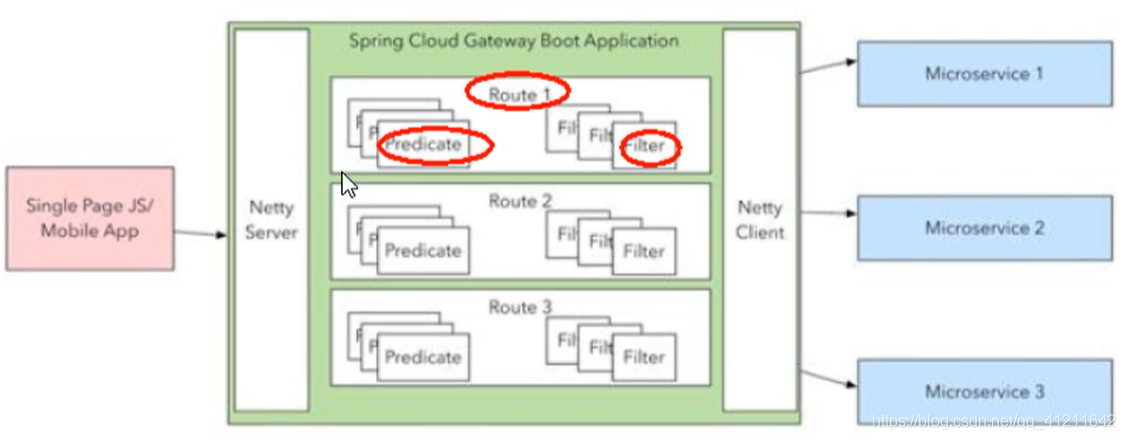 Spring Cloud Gateway Boot Application
Single Page JS/
Mobile App
Netty
Server
Route 1
P
P
Predicate
Fil
Filt
Filter
Route 2
P
P
Predicate
Fil
Filt
Filter
Route 3
P
P
Predicate
Fil
Filt
Filter
Netty
Client
Microservice 1
Microservice 2
Microservice 3
https://blog.csdn.net/qq_41211642